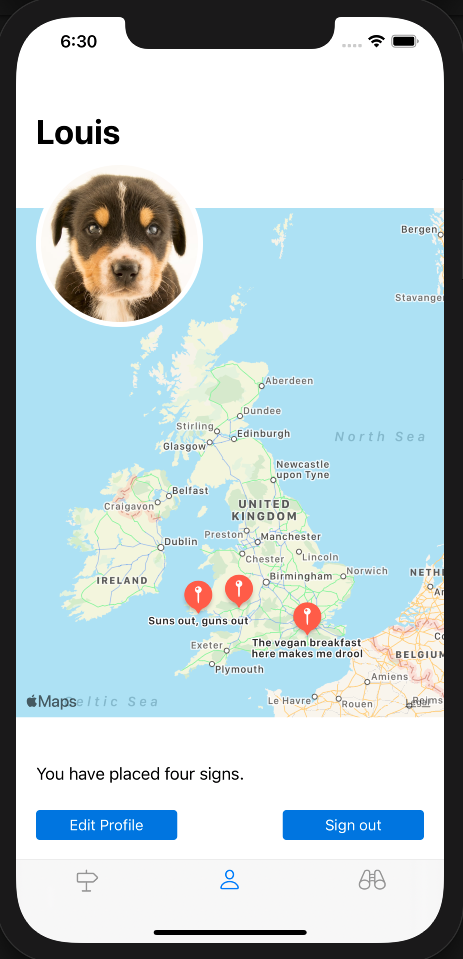 6:30
Louis
Bergen
Stavanger
Aberdeen
Dundee
Stirling
Edinburgh
Glasgow
North Sea
Newcastle
upon Tyne
Belfast
Craigavon
UNITED
KINGDOM
Preston
Manchester
Dublin
Chester
Lincoln
IRELAND
Birmingham
Norwich
NETHE
Suns out, guns out
The vegan breakfast
here makes me drool
Exeter
BELGIUM
Plymouth
Amiens
Le Havre
Rouen
Reims
Maps
eltic Sea
You have placed four signs.
Edit Profile
Sign out